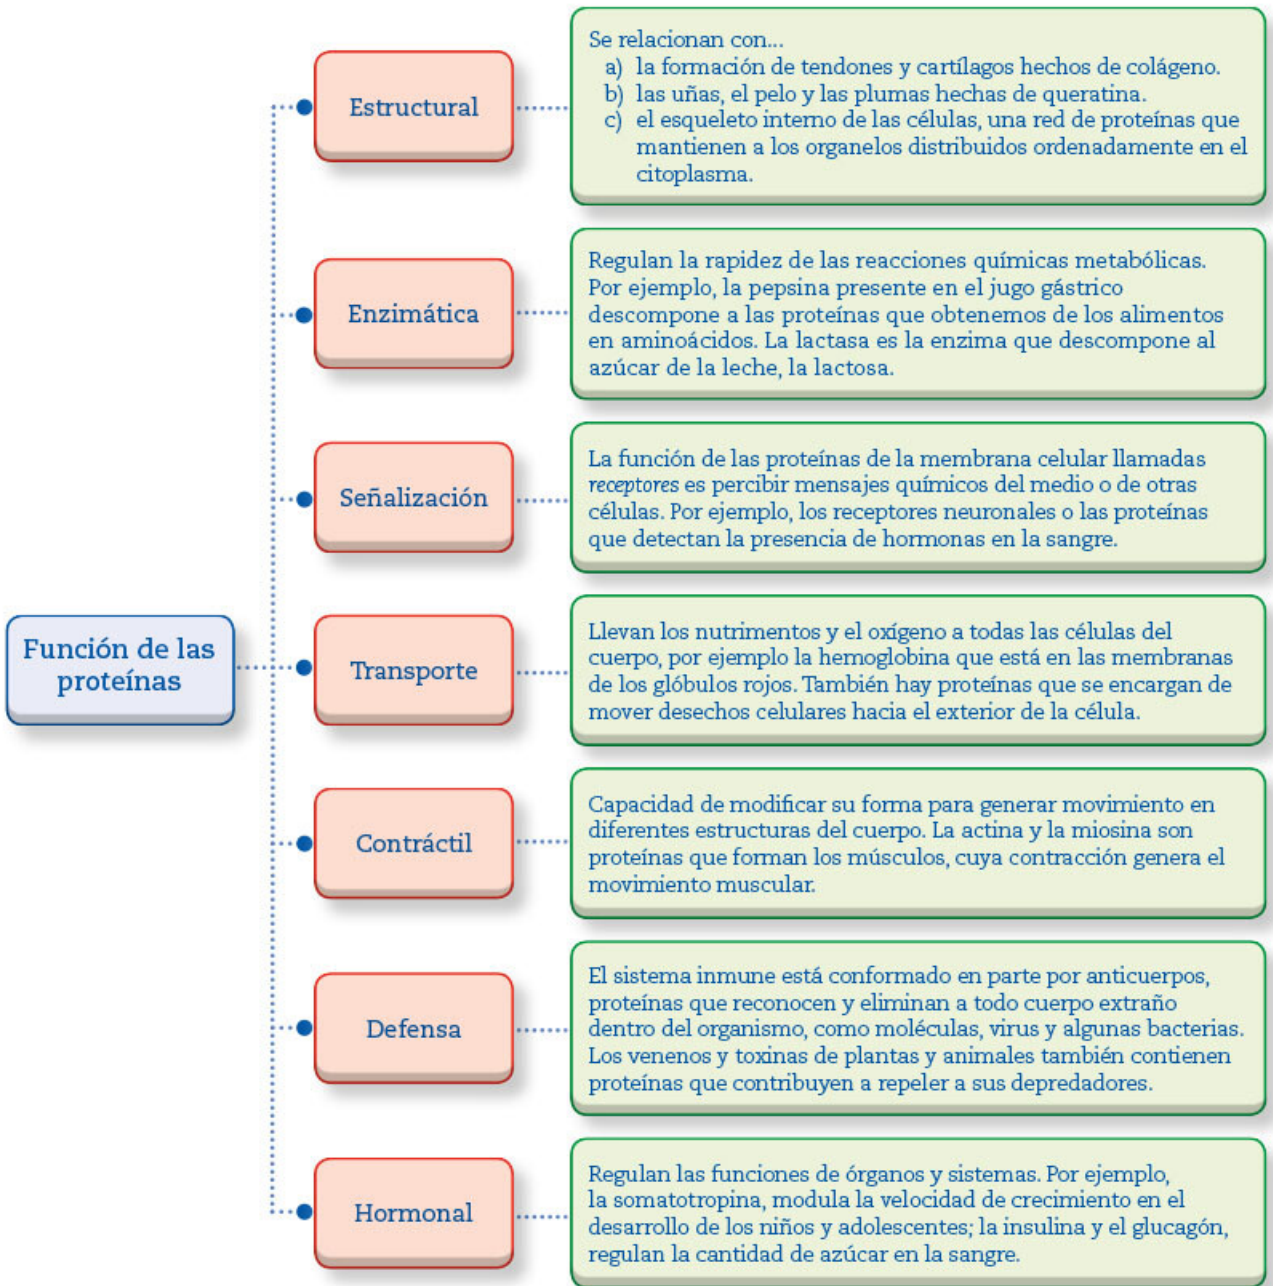 Función de las
proteínas
Estructural
Se relacionan con...
a) la formación de tendones y cartílagos hechos de colágeno.
b) las uñas, el pelo y las plumas hechas de queratina.
c) el esqueleto interno de las células, una red de proteínas que
mantienen a los organelos distribuidos ordenadamente en el
citoplasma.
Enzimática
Regulan la rapidez de las reacciones químicas metabólicas.
Por ejemplo, la pepsina presente en el jugo gástrico
descompone a las proteínas que obtenemos de los alimentos
en aminoácidos. La lactasa es la enzima que descompone al
azúcar de la leche, la lactosa.
Señalización
La función de las proteínas de la membrana celular llamadas
receptores es percibir mensajes químicos del medio o de otras
células. Por ejemplo, los receptores neuronales o las proteínas
que detectan la presencia de hormonas en la sangre.
Transporte
Llevan los nutrimentos y el oxígeno a todas las células del
cuerpo, por ejemplo la hemoglobina que está en las membranas
de los glóbulos rojos. También hay proteínas que se encargan de
mover desechos celulares hacia el exterior de la célula.
Contráctil
Capacidad de modificar su forma para generar movimiento en
diferentes estructuras del cuerpo. La actina y la miosina son
proteínas que forman los músculos, cuya contracción genera el
movimiento muscular.
Defensa
El sistema inmune está conformado en parte por anticuerpos,
proteínas que reconocen y eliminan a todo cuerpo extraño
dentro del organismo, como moléculas, virus y algunas bacterias.
Los venenos y toxinas de plantas y animales también contienen
proteínas que contribuyen a repeler a sus depredadores.
Hormonal
Regulan las funciones de órganos y sistemas. Por ejemplo,
la somatotropina, modula la velocidad de crecimiento en el
desarrollo de los niños y adolescentes; la insulina y el glucagón,
regulan la cantidad de azúcar en la sangre.